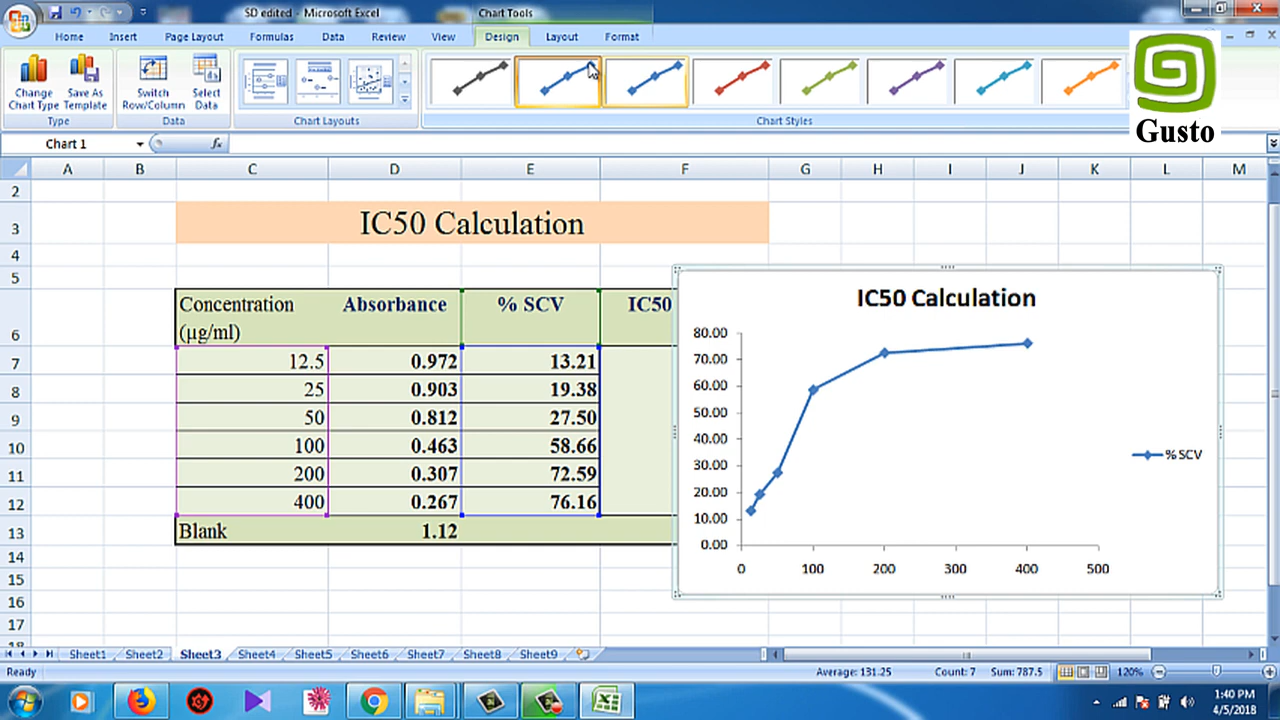 SD edited - Microsoft Excel
Chart Tools
Home Insert Page Layout Formulas Data Review View Design Layout Format
Change Chart Type
Save As Template
Switch Row/Column
Select Data
Type Data Chart Layouts Chart Styles
Gusto
Chart 1 fx
A B C D E F G H I J K L M
2
3 IC50 Calculation
4
5
6 Concentration (µg/ml) Absorbance % SCV IC50
7 12.5 0.972 13.21
8 25 0.903 19.38
9 50 0.812 27.50
10 100 0.463 58.66
11 200 0.307 72.59
12 400 0.267 76.16
13 Blank 1.12
14
15
16
17
18
IC50 Calculation
80.00
70.00
60.00
50.00
40.00
30.00
20.00
10.00
0.00
0 100 200 300 400 500
% SCV
Sheet1 Sheet2 Sheet3 Sheet4 Sheet5 Sheet6 Sheet7 Sheet8 Sheet9
Ready Average: 131.25 Count: 7 Sum: 787.5 120%
1:40 PM
4/5/2018